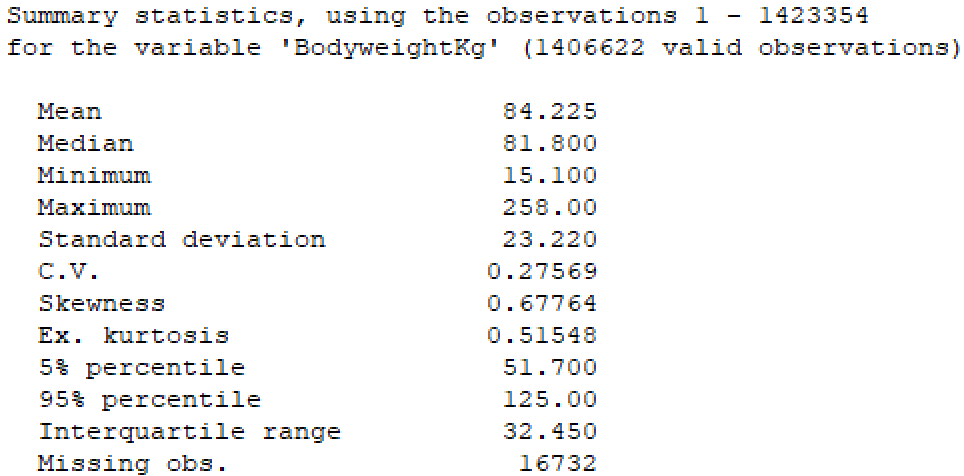 Summary statistics, using the observations 1 - 1423354
for the variable 'BodyweightKg' (1406622 valid observations)
Mean 84.225
Median 81.800
Minimum 15.100
Maximum 258.00
Standard deviation 23.220
C.V. 0.27569
Skewness 0.67764
Ex. kurtosis 0.51548
5% percentile 51.700
95% percentile 125.00
Interquartile range 32.450
Missing obs. 16732